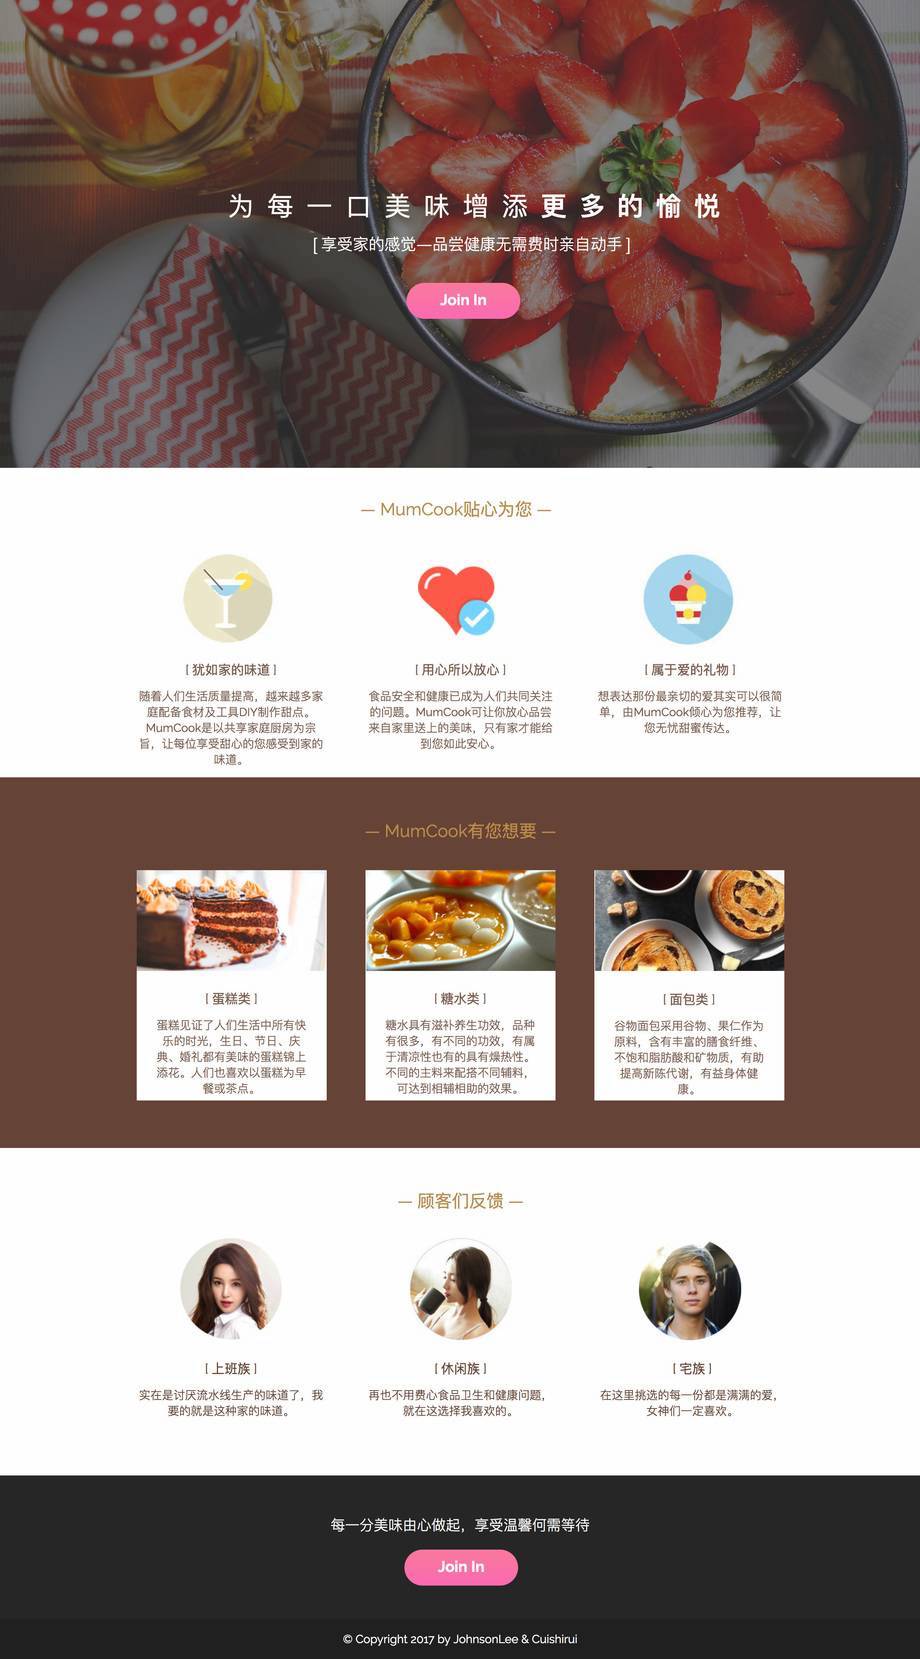 为每一口美味增添更多的愉悦
[ 享受家的感觉—品尝健康无需费时亲自动手 ]
Join In
— MumCook贴心为您 —
[ 犹如家的味道 ]
随着人们生活质量提高，越来越多家
庭配备食材及工具DIY制作甜点。
MumCook是以共享家庭厨房为宗
旨，让每位享受甜心的您感受到家的
味道。
[ 用心所以放心 ]
食品安全和健康已成为人们共同关注
的问题。MumCook可让你放心品尝
来自家里送上的美味，只有家才能给
到您如此安心。
[ 属于爱的礼物 ]
想表达那份最亲切的爱其实可以很简
单，由MumCook倾心为您推荐，让
您无忧甜蜜传达。
— MumCook有您想要 —
[ 蛋糕类 ]
蛋糕见证了人们生活中所有快
乐的时光，生日、节日、庆
典、婚礼都有美味的蛋糕锦上
添花。人们也喜欢以蛋糕为早
餐或茶点。
[ 糖水类 ]
糖水具有滋补养生功效，品种
有很多，有不同的功效，有属
于清凉性也有的具有燥热性。
不同的主料来配搭不同辅料，
可达到相辅相助的效果。
[ 面包类 ]
谷物面包采用谷物、果仁作为
原料，含有丰富的膳食纤维、
不饱和脂肪酸和矿物质，有助
提高新陈代谢，有益身体健
康。
— 顾客们反馈 —
[ 上班族 ]
实在是讨厌流水线生产的味道了，我
要的就是这种家的味道。
[ 休闲族 ]
再也不用费心食品卫生和健康问题，
就在这选择我喜欢的。
[ 宅族 ]
在这里挑选的每一份都是满满的爱，
女神们一定喜欢。
每一分美味由心做起，享受温馨何需等待
Join In
© Copyright 2017 by JohnsonLee & Cuishirui